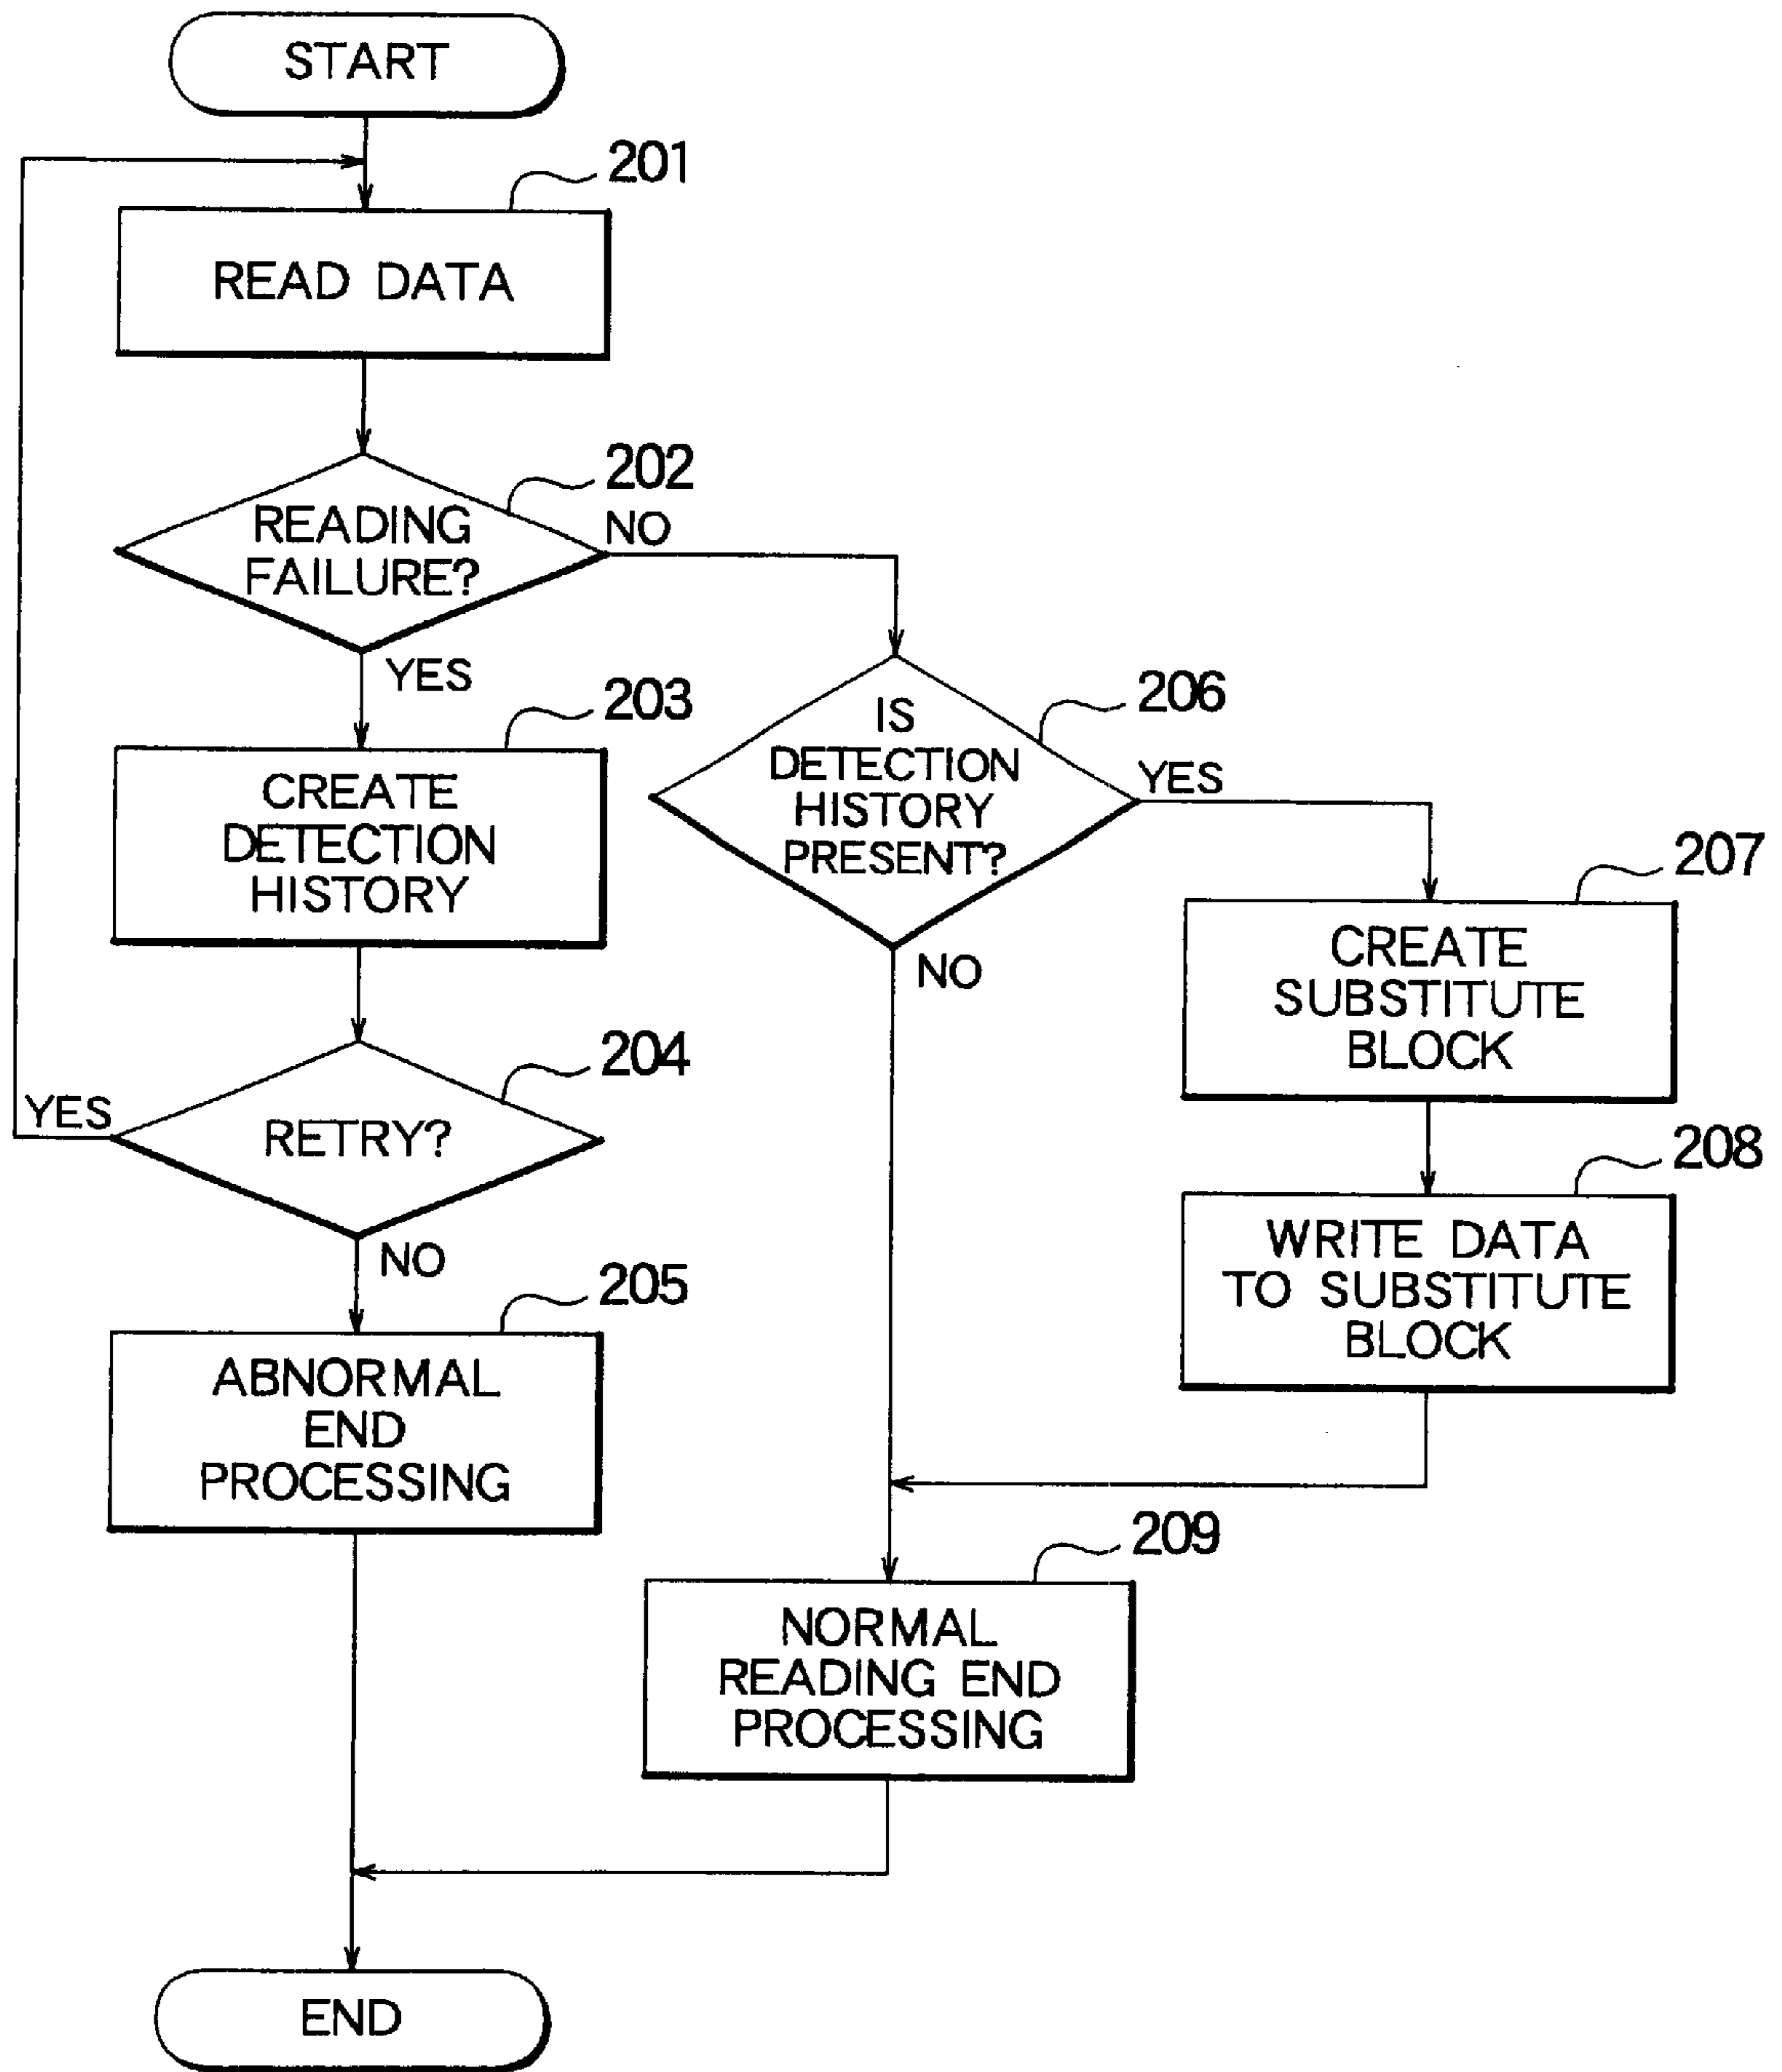 START
201
READ DATA
202
READING
FAILURE?
NO
YES
203
CREATE
DETECTION
HISTORY
204
YES
RETRY?
NO
205
ABNORMAL
END
PROCESSING
206
IS
DETECTION
HISTORY
PRESENT?
YES
NO
207
CREATE
SUBSTITUTE
BLOCK
208
WRITE DATA
TO SUBSTITUTE
BLOCK
209
NORMAL
READING END
PROCESSING
END